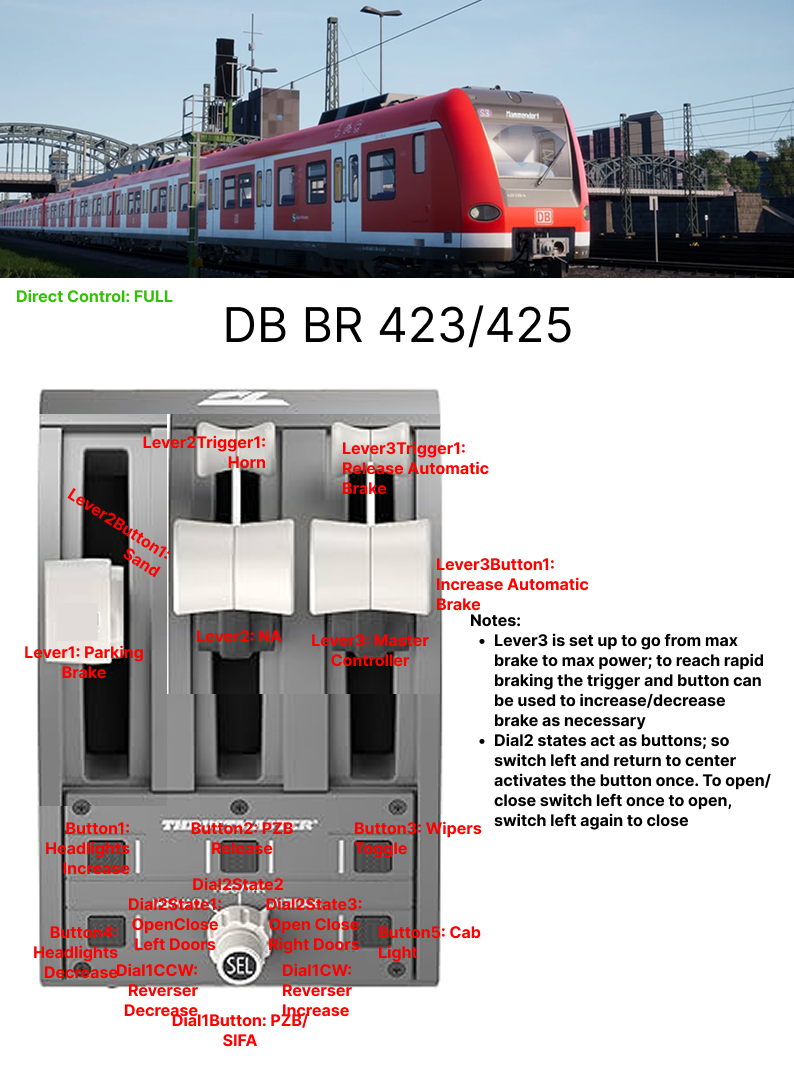 S3 Mammendorf
DB
Direct Control: FULL
DB BR 423/425
Lever2Trigger1:
Horn
Lever3Trigger1:
Release Automatic
Brake
Lever2Button1:
Sand
Lever3Button1:
Increase Automatic
Brake
Lever1: Parking
Brake
Lever2: NA
Lever3: Master
Controller
Notes:
• Lever3 is set up to go from max
brake to max power; to reach rapid
braking the trigger and button can
be used to increase/decrease
brake as necessary
• Dial2 states act as buttons; so
switch left and return to center
activates the button once. To open/
close switch left once to open,
switch left again to close
THRUSTMASTER
Button1:
Headlights
Increase
Button2: PZB
Release
Button3: Wipers
Toggle
Dial2State2
Dial2State1:
OpenClose
Left Doors
Dial2State3:
Open Close
Right Doors
Button4:
Headlights
Decrease
Button5: Cab
Light
SEL
Dial1CCW:
Reverser
Decrease
Dial1CW:
Reverser
Increase
Dial1Button: PZB/
SIFA